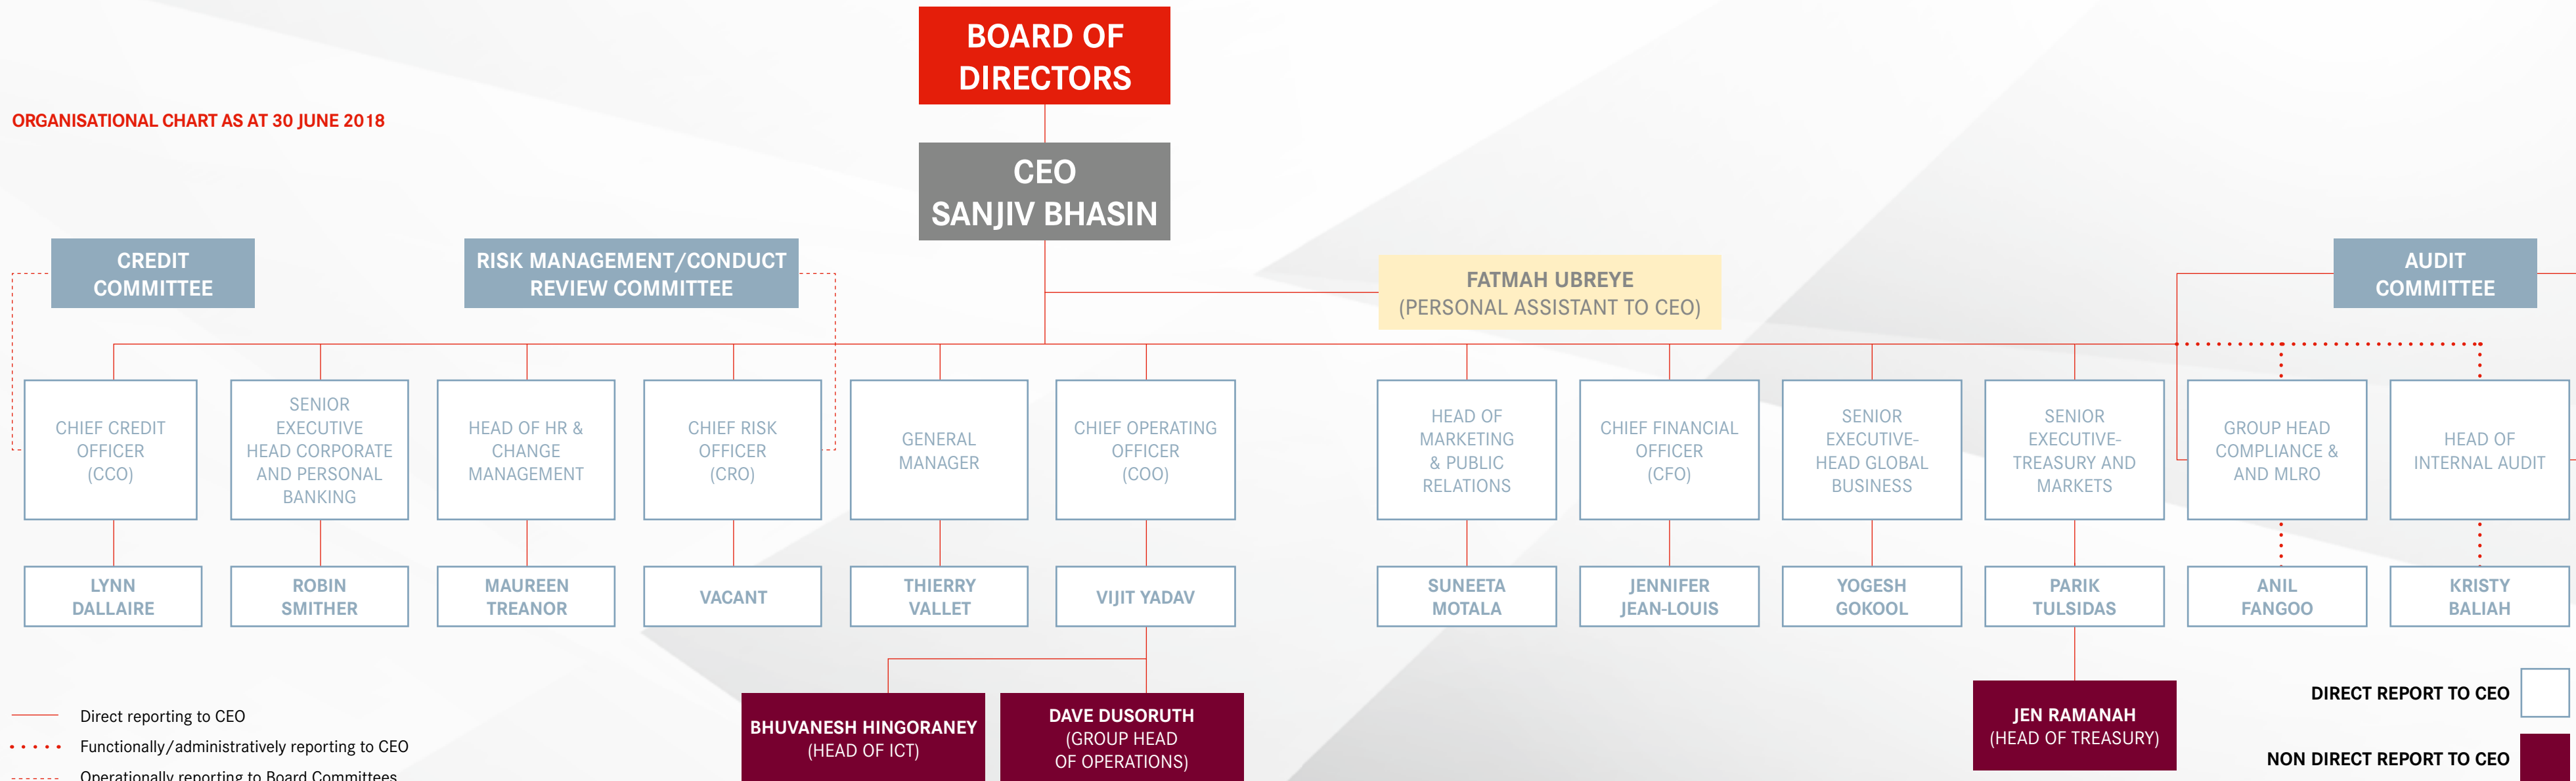 BOARD OF
DIRECTORS
ORGANISATIONAL CHART AS AT 30 JUNE 2018
CEO
SANJIV BHASIN
CREDIT
COMMITTEE
RISK MANAGEMENT/CONDUCT
REVIEW COMMITTEE
FATMAH UBREYE
(PERSONAL ASSISTANT TO CEO)
AUDIT
COMMITTEE
CHIEF CREDIT
OFFICER
(CCO)
SENIOR
EXECUTIVE
HEAD CORPORATE
AND PERSONAL
BANKING
HEAD OF HR &
CHANGE
MANAGEMENT
CHIEF RISK
OFFICER
(CRO)
GENERAL
MANAGER
CHIEF OPERATING
OFFICER
(COO)
HEAD OF
MARKETING
& PUBLIC
RELATIONS
CHIEF FINANCIAL
OFFICER
(CFO)
SENIOR
EXECUTIVE-
HEAD GLOBAL
BUSINESS
SENIOR
EXECUTIVE-
TREASURY AND
MARKETS
GROUP HEAD
COMPLIANCE &
AND MLRO
HEAD OF
INTERNAL AUDIT
LYNN
DALLAIRE
ROBIN
SMITHER
MAUREEN
TREANOR
VACANT
THIERRY
VALLET
VIJIT YADAV
SUNEETA
MOTALA
JENNIFER
JEAN-LOUIS
YOGESH
GOKOOL
PARIK
TULSIDAS
ANIL
FANGOO
KRISTY
BALIAH
BHUVANESH HINGORANEY
(HEAD OF ICT)
DAVE DUSORUTH
(GROUP HEAD
OF OPERATIONS)
JEN RAMANAH
(HEAD OF TREASURY)
Direct reporting to CEO
Functionally/administratively reporting to CEO
Operationally reporting to Board Committees
DIRECT REPORT TO CEO
NON DIRECT REPORT TO CEO